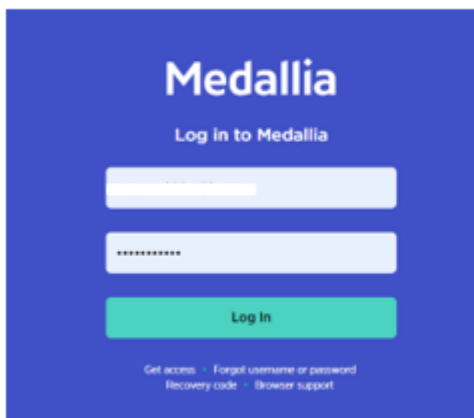 Medallia
Log in to Medallia
•••••••••••
Log In
Get access • Forgot username or password
Recovery code • Browser support